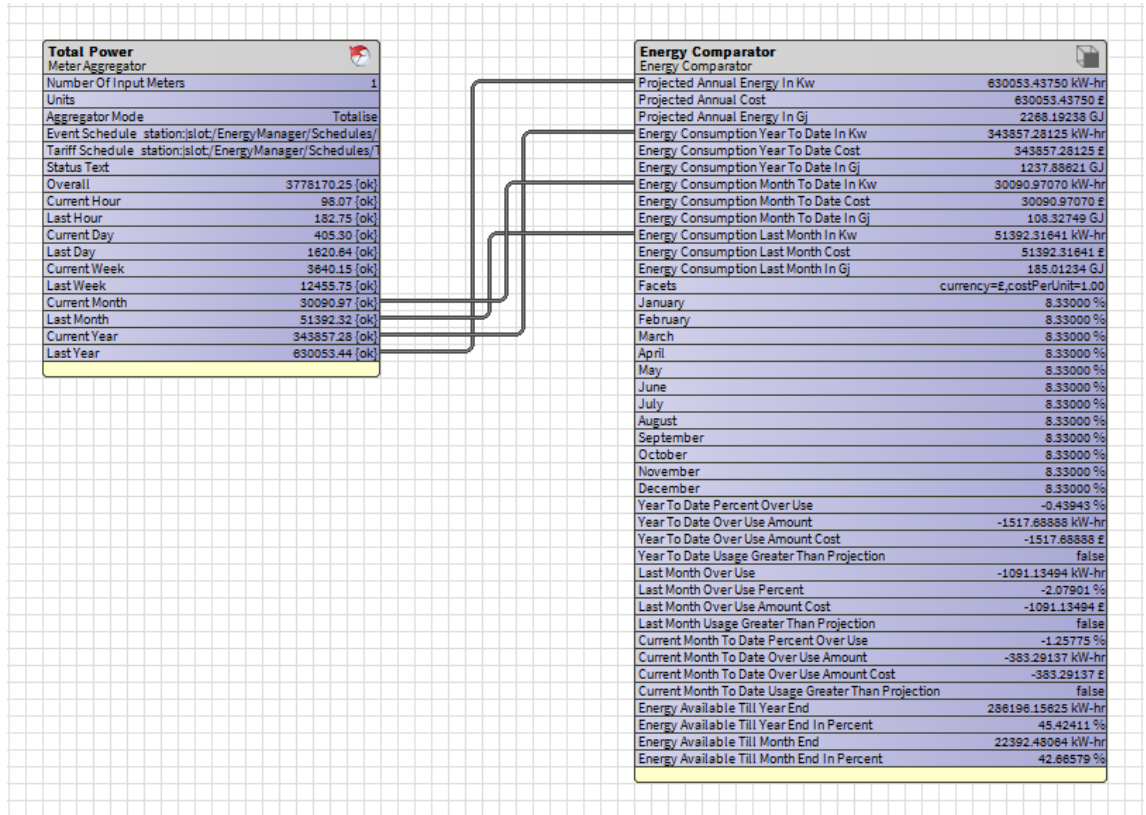 Total Power
Meter Aggregator
Number Of Input Meters 1
Units
Aggregator Mode Totalise
Event Schedule station:|slot:/EnergyManager/Schedules/
Tariff Schedule station:|slot:/EnergyManager/Schedules/T
Status Text
Overall 3778170.25 {ok}
Current Hour 98.07 {ok}
Last Hour 182.75 {ok}
Current Day 405.30 {ok}
Last Day 1620.64 {ok}
Current Week 3640.15 {ok}
Last Week 12455.75 {ok}
Current Month 30090.97 {ok}
Last Month 51392.32 {ok}
Current Year 343857.28 {ok}
Last Year 630053.44 {ok}
Energy Comparator
Energy Comparator
Projected Annual Energy In Kw 630053.43750 kW-hr
Projected Annual Cost 630053.43750 £
Projected Annual Energy In Gj 2268.19238 GJ
Energy Consumption Year To Date In Kw 343857.28125 kW-hr
Energy Consumption Year To Date Cost 343857.28125 £
Energy Consumption Year To Date In Gj 1237.88621 GJ
Energy Consumption Month To Date In Kw 30090.97070 kW-hr
Energy Consumption Month To Date Cost 30090.97070 £
Energy Consumption Month To Date In Gj 108.32749 GJ
Energy Consumption Last Month In Kw 51392.31641 kW-hr
Energy Consumption Last Month Cost 51392.31641 £
Energy Consumption Last Month In Gj 185.01234 GJ
Facets currency=£,costPerUnit=1.00
January 8.33000 %
February 8.33000 %
March 8.33000 %
April 8.33000 %
May 8.33000 %
June 8.33000 %
July 8.33000 %
August 8.33000 %
September 8.33000 %
October 8.33000 %
November 8.33000 %
December 8.33000 %
Year To Date Percent Over Use -0.43943 %
Year To Date Over Use Amount -1517.68888 kW-hr
Year To Date Over Use Amount Cost -1517.68888 £
Year To Date Usage Greater Than Projection false
Last Month Over Use -1091.13494 kW-hr
Last Month Over Use Percent -2.07901 %
Last Month Over Use Amount Cost -1091.13494 £
Last Month Usage Greater Than Projection false
Current Month To Date Percent Over Use -1.25775 %
Current Month To Date Over Use Amount -383.29137 kW-hr
Current Month To Date Over Use Amount Cost -383.29137 £
Current Month To Date Usage Greater Than Projection false
Energy Available Till Year End 286196.15625 kW-hr
Energy Available Till Year End In Percent 45.42411 %
Energy Available Till Month End 22392.48064 kW-hr
Energy Available Till Month End In Percent 42.66579 %